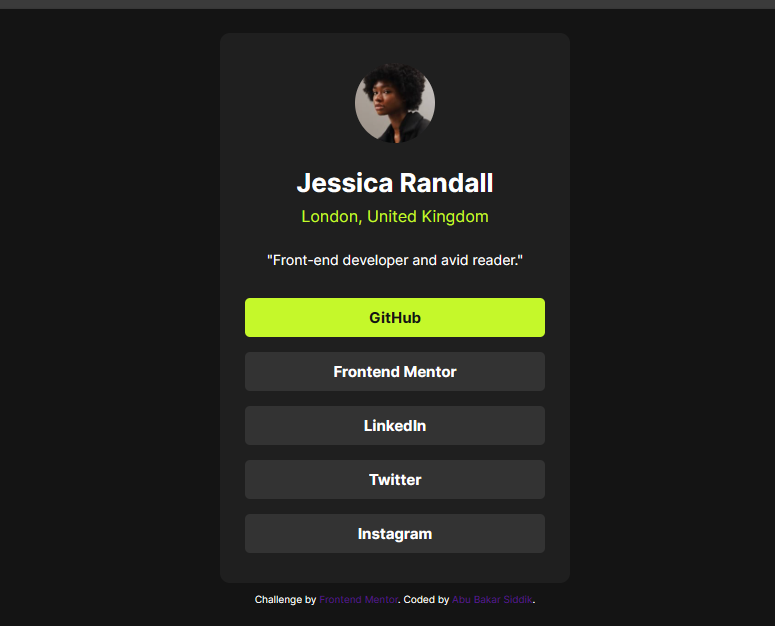 Jessica Randall
London, United Kingdom
"Front-end developer and avid reader."
GitHub
Frontend Mentor
LinkedIn
Twitter
Instagram
Challenge by Frontend Mentor. Coded by Abu Bakar Siddik.